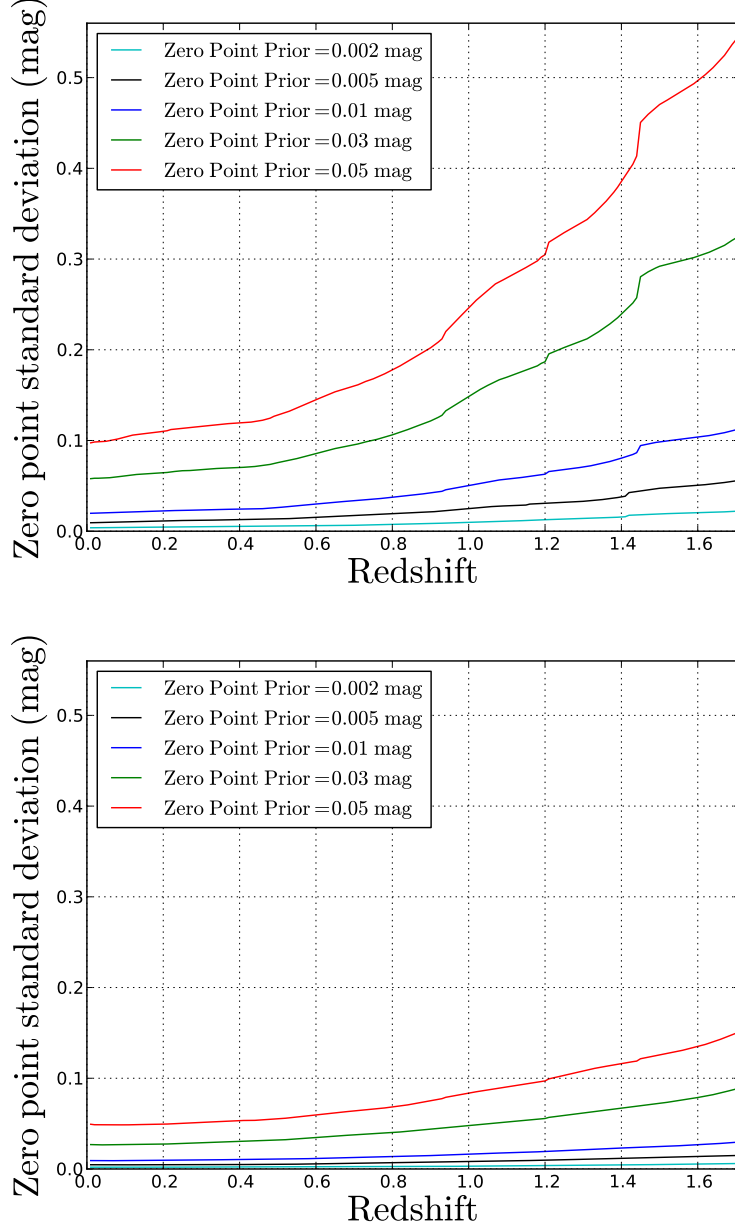 Zero point standard deviation (mag)
0.5
0.4
0.3
0.2
0.1
0.0
Zero Point Prior=0.002 mag
Zero Point Prior=0.005 mag
Zero Point Prior=0.01 mag
Zero Point Prior=0.03 mag
Zero Point Prior=0.05 mag
0.0 0.2 0.4 0.6 0.8 1.0 1.2 1.4 1.6
Redshift
Zero point standard deviation (mag)
0.5
0.4
0.3
0.2
0.1
0.0
Zero Point Prior=0.002 mag
Zero Point Prior=0.005 mag
Zero Point Prior=0.01 mag
Zero Point Prior=0.03 mag
Zero Point Prior=0.05 mag
0.0 0.2 0.4 0.6 0.8 1.0 1.2 1.4 1.6
Redshift